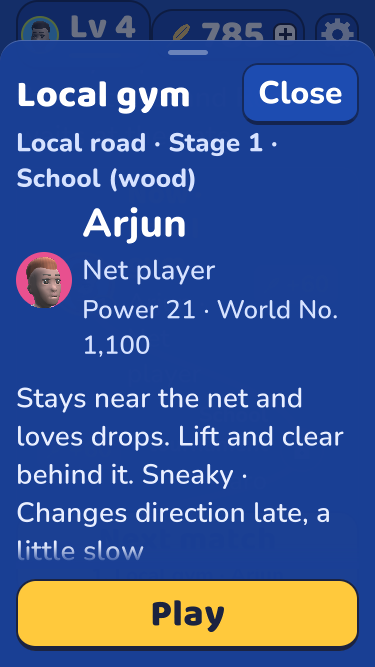 Lv 4
785
Local gym
Close
Local road · Stage 1 ·
School (wood)
Arjun
Net player
Power 21 · World No.
1,100
Stays near the net and
loves drops. Lift and clear
behind it. Sneaky ·
Changes direction late, a
little slow
Play